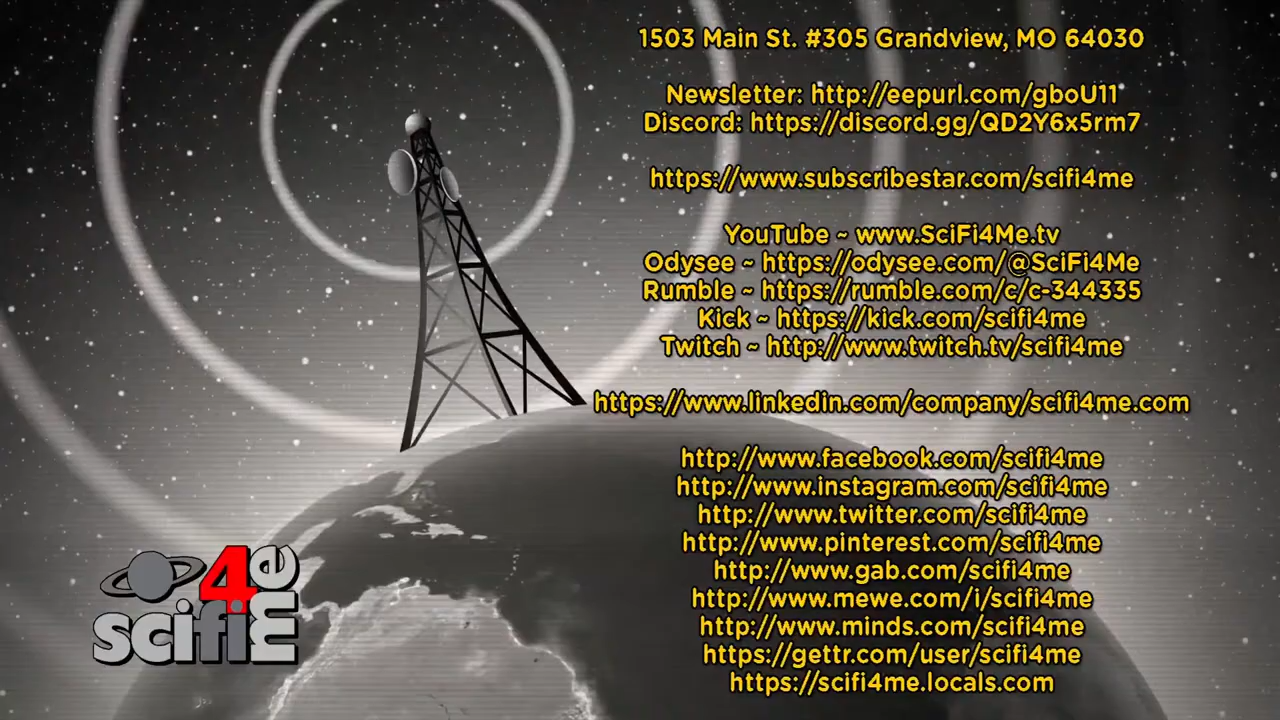 1503 Main St. #305 Grandview, MO 64030
Newsletter: http://eepurl.com/gboU11
Discord: https://discord.gg/QD2Y6x5rm7
https://www.subscribestar.com/scifi4me
YouTube ~ www.SciFi4Me.tv
Odysee ~ https://odysee.com/@SciFi4Me
Rumble ~ https://rumble.com/c/c-344335
Kick ~ https://kick.com/scifi4me
Twitch ~ http://www.twitch.tv/scifi4me
https://www.linkedin.com/company/scifi4me.com
http://www.facebook.com/scifi4me
http://www.instagram.com/scifi4me
http://www.twitter.com/scifi4me
http://www.pinterest.com/scifi4me
http://www.gab.com/scifi4me
http://www.mewe.com/i/scifi4me
http://www.minds.com/scifi4me
https://gettr.com/user/scifi4me
https://scifi4me.locals.com
scifi4me